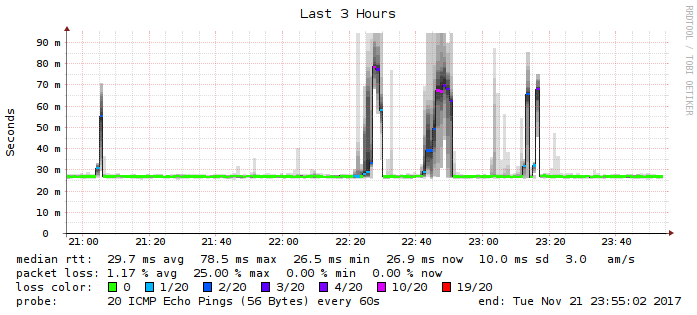 Last 3 Hours
RRDTOOL / TOBI OETIKER
Seconds
90 m
80 m
70 m
60 m
50 m
40 m
30 m
20 m
10 m
0
21:00 21:20 21:40 22:00 22:20 22:40 23:00 23:20 23:40
median rtt: 29.7 ms avg 78.5 ms max 26.5 ms min 26.9 ms now 10.0 ms sd 3.0 am/s
packet loss: 1.17 % avg 25.00 % max 0.00 % min 0.00 % now
loss color: 0 1/20 2/20 3/20 4/20 10/20 19/20
probe: 20 ICMP Echo Pings (56 Bytes) every 60s end: Tue Nov 21 23:55:02 2017